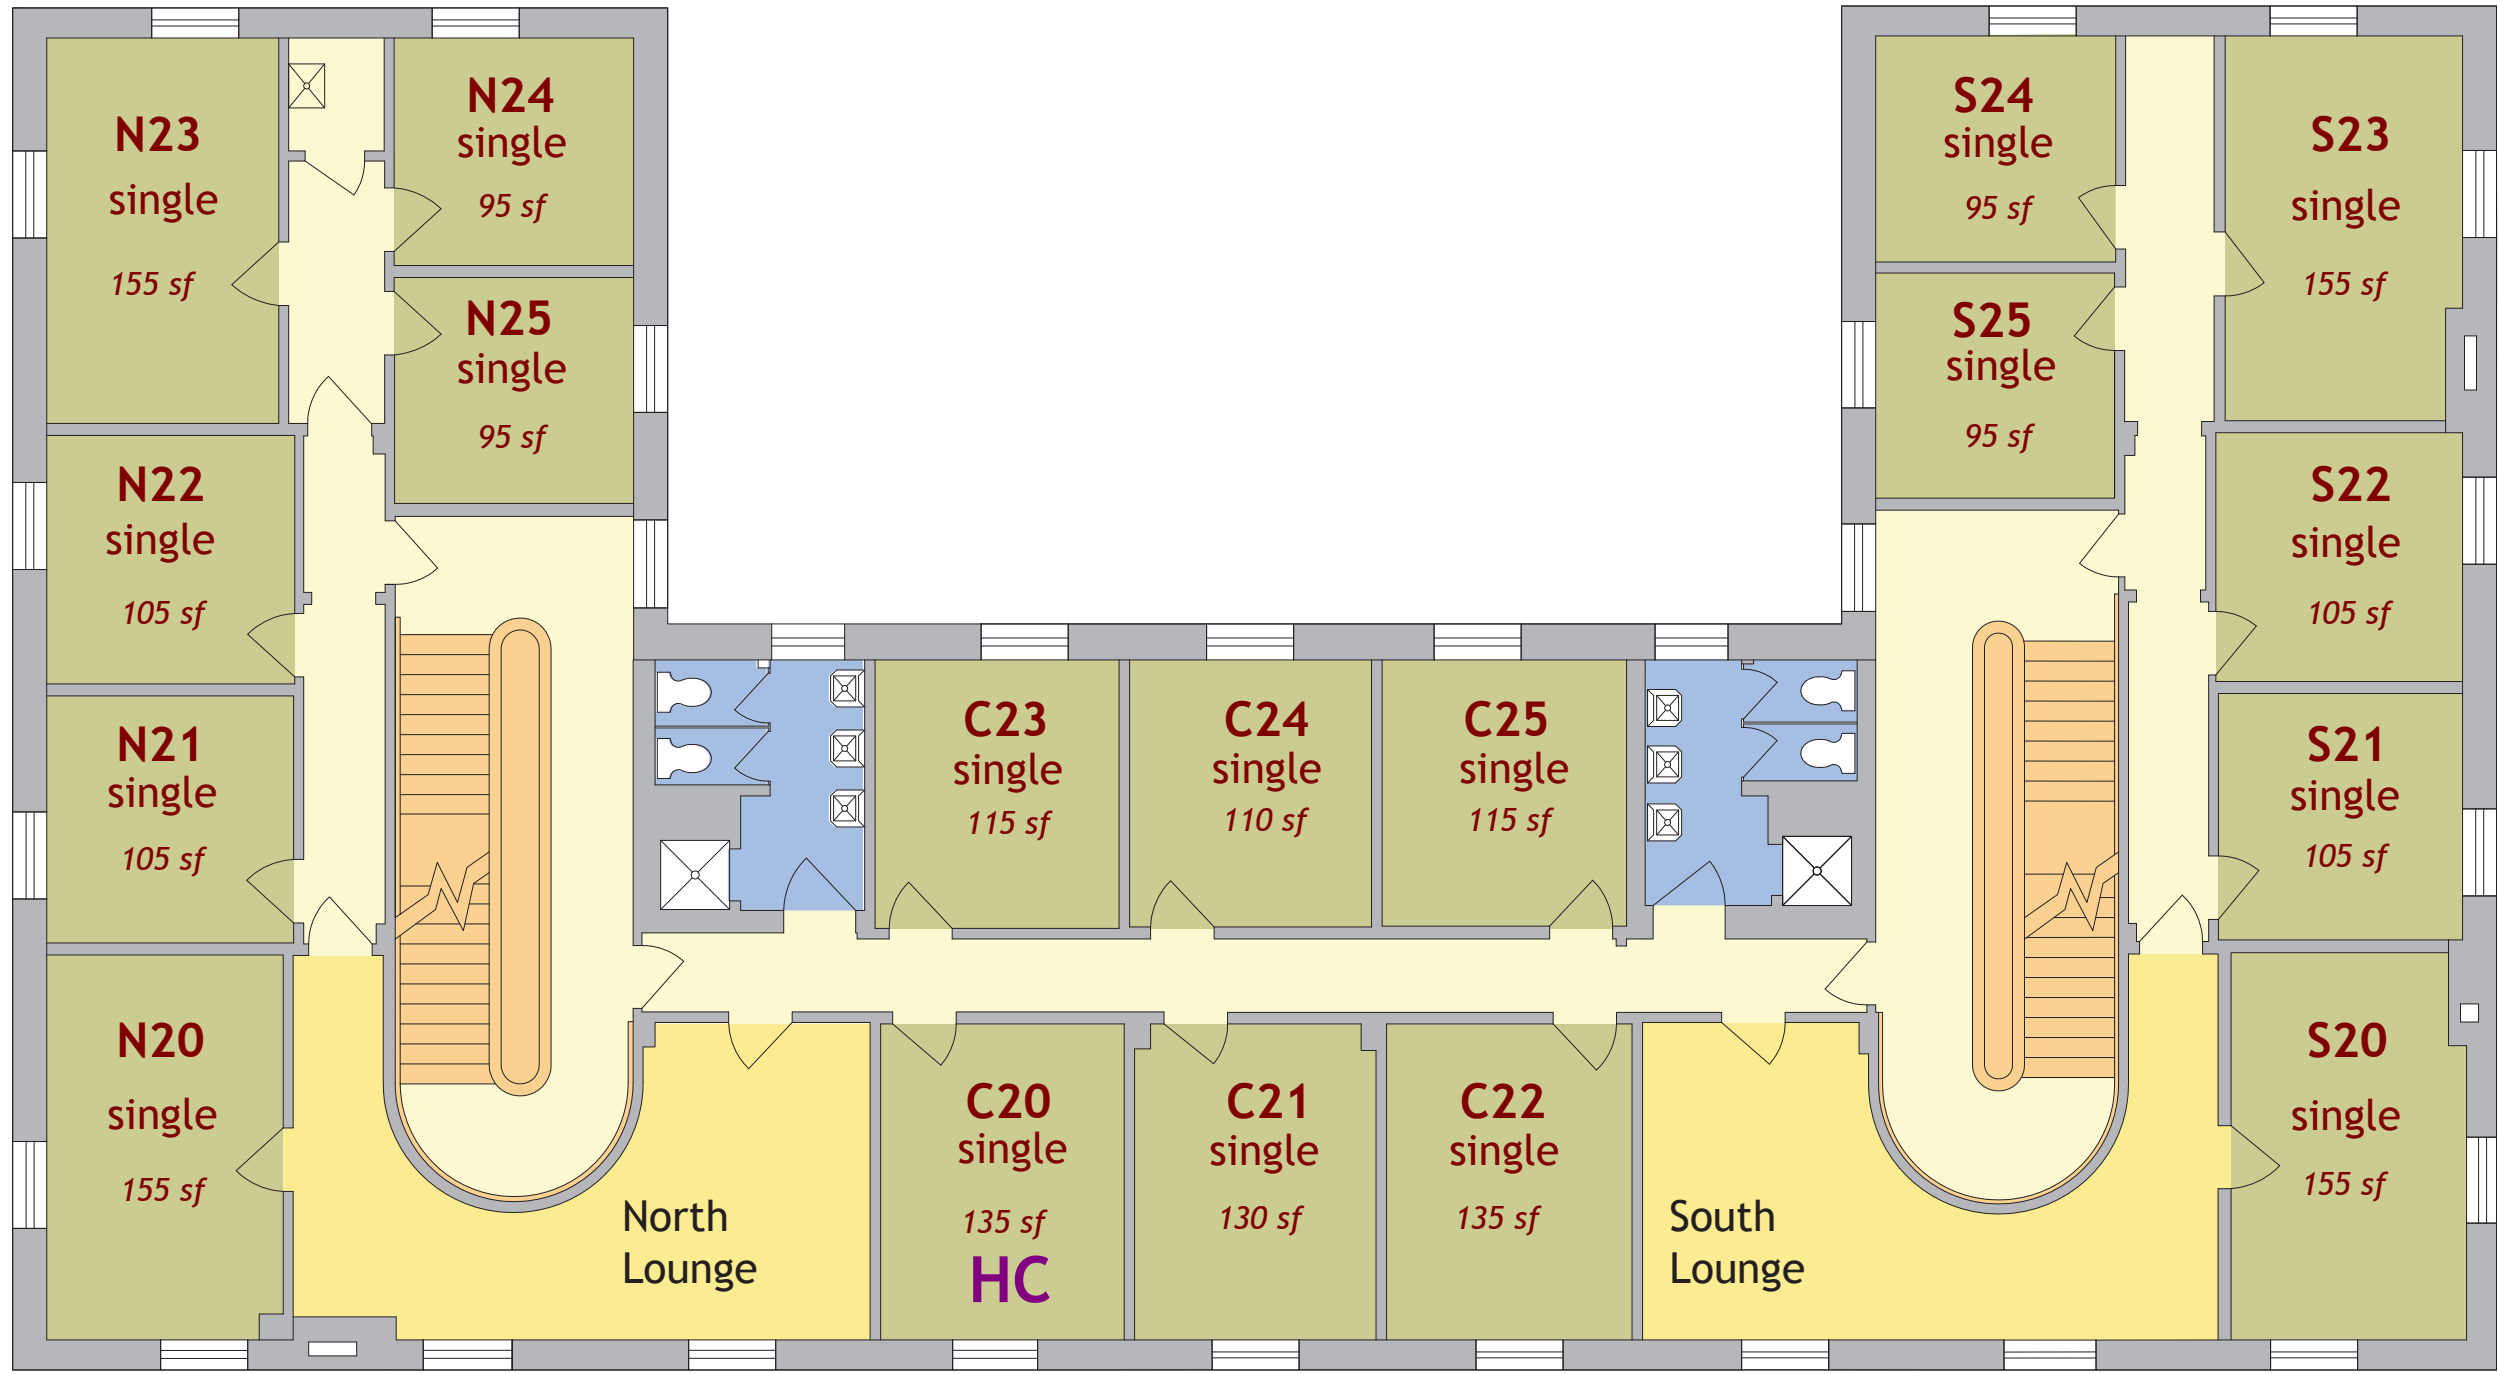 N23
single
155 sf
N24
single
95 sf
S24
single
95 sf
S23
single
155 sf
N25
single
95 sf
S25
single
95 sf
N22
single
105 sf
S22
single
105 sf
N21
single
105 sf
C23
single
115 sf
C24
single
110 sf
C25
single
115 sf
S21
single
105 sf
N20
single
155 sf
North
Lounge
C20
single
135 sf
HC
C21
single
130 sf
C22
single
135 sf
South
Lounge
S20
single
155 sf